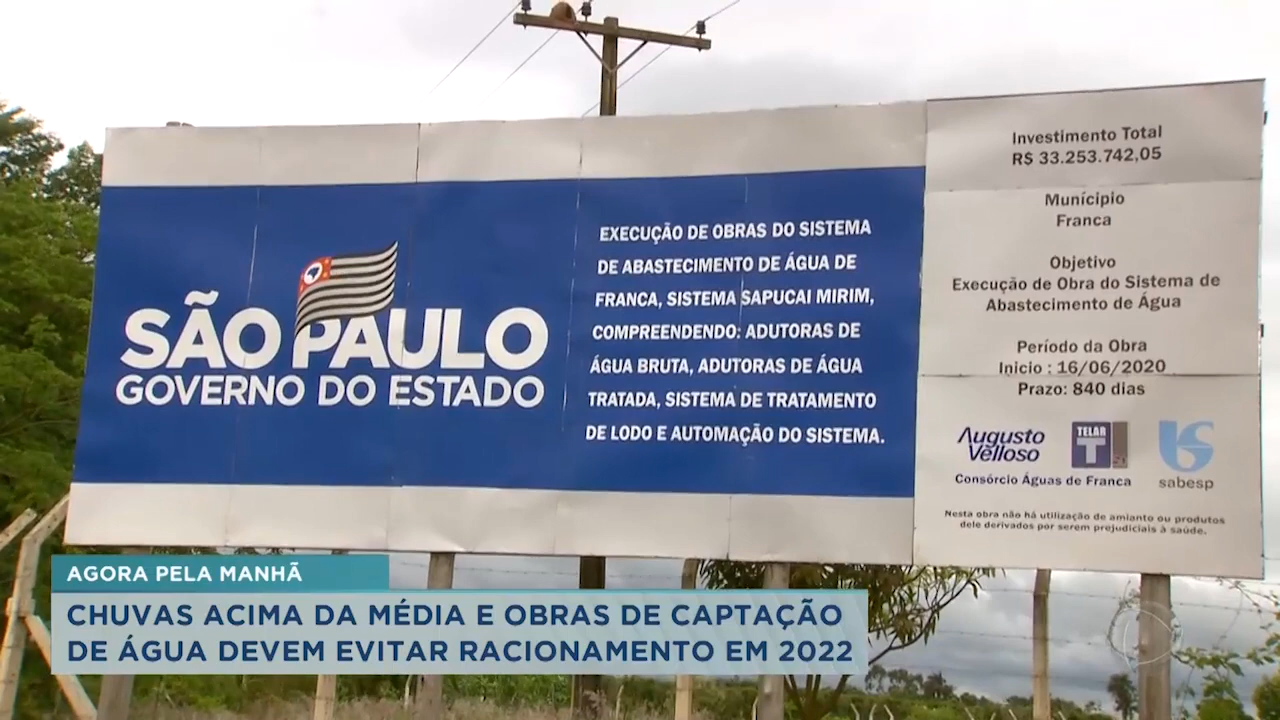 SÃO PAULO
GOVERNO DO ESTADO
EXECUÇÃO DE OBRAS DO SISTEMA
DE ABASTECIMENTO DE ÁGUA DE
FRANCA, SISTEMA SAPUCAI MIRIM,
COMPREENDENDO: ADUTORAS DE
ÁGUA BRUTA, ADUTORAS DE ÁGUA
TRATADA, SISTEMA DE TRATAMENTO
DE LODO E AUTOMAÇÃO DO SISTEMA.
Investimento Total
R$ 33.253.742,05
Munícipio
Franca
Objetivo
Execução de Obra do Sistema de
Abastecimento de Água
Período da Obra
Inicio : 16/06/2020
Prazo: 840 dias
Augusto
Velloso
TELAR
sabesp
Consórcio Águas de Franca
Nesta obra não há utilização de amianto ou produtos
dele derivados por serem prejudiciais à saúde.
AGORA PELA MANHÃ
CHUVAS ACIMA DA MÉDIA E OBRAS DE CAPTAÇÃO
DE ÁGUA DEVEM EVITAR RACIONAMENTO EM 2022